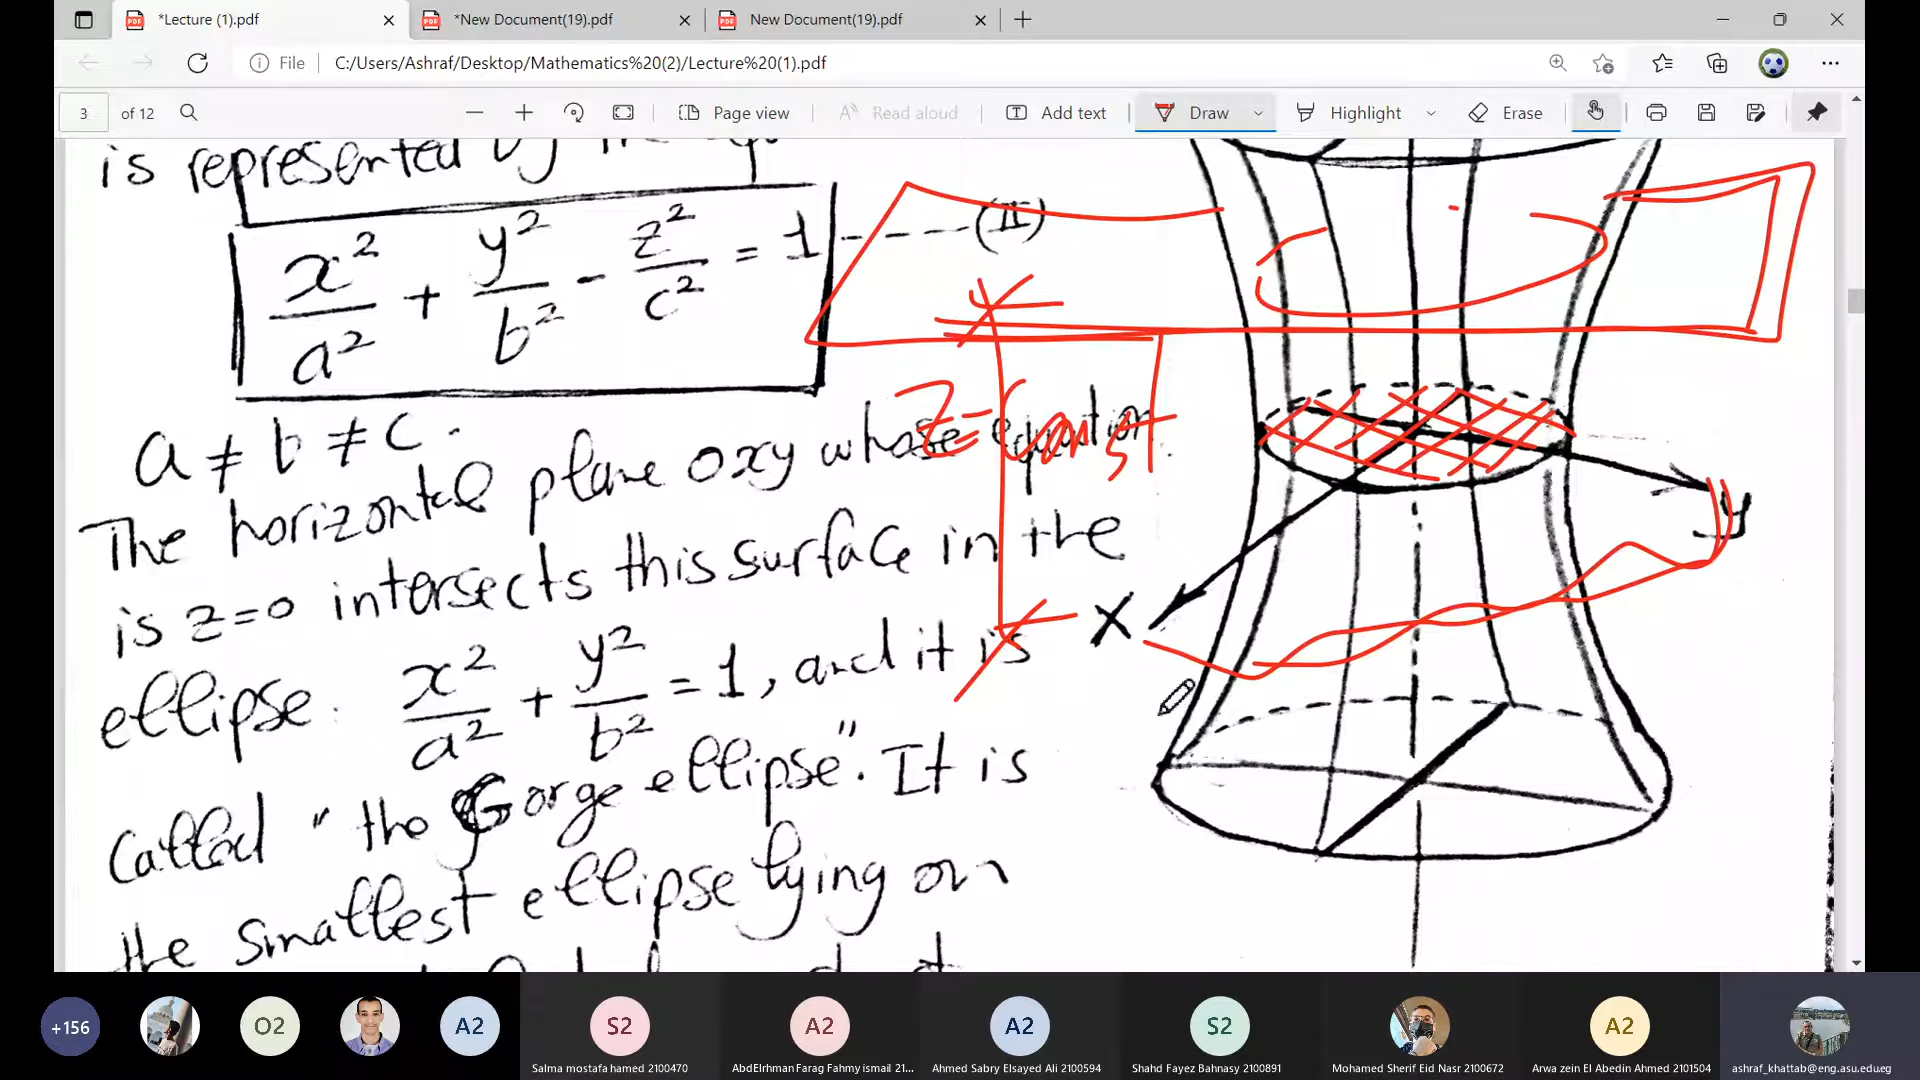 *Lecture (1).pdf
*New Document(19).pdf
New Document(19).pdf
File
C:/Users/Ashraf/Desktop/Mathematics%20(2)/Lecture%20(1).pdf
3 of 12
Page view
Read aloud
Add text
Draw
Highlight
Erase
is represented by the
x²/a² + y²/b² - z²/c² = 1 -----(II)
a ≠ b ≠ c.
Z=Const
The horizontal plane oxy whose equation
is z=0 intersects this surface in the
ellipse: x²/a² + y²/b² = 1, and it is
called "the Gorge ellipse". It is
the smallest ellipse lying on
y
X
+156
O2
A2
S2
A2
A2
S2
A2
Salma mostafa hamed 2100470
AbdElrhman Farag Fahmy ismail 21...
Ahmed Sabry Elsayed Ali 2100594
Shahd Fayez Bahnasy 2100891
Mohamed Sherif Eid Nasr 2100672
Arwa zein El Abedin Ahmed 2101504
ashraf_khattab@eng.asu.edu.eg